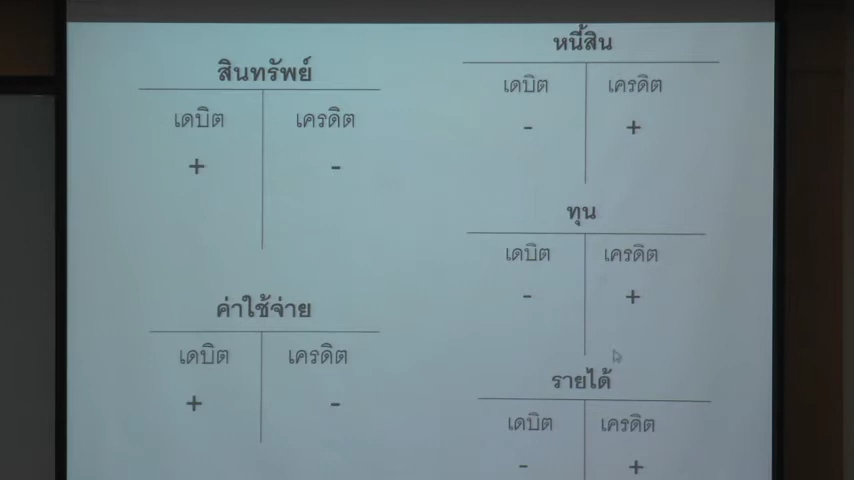 สินทรัพย์
เดบิต เครดิต
+ -
ค่าใช้จ่าย
เดบิต เครดิต
+ -
หนี้สิน
เดบิต เครดิต
- +
ทุน
เดบิต เครดิต
- +
รายได้
เดบิต เครดิต
- +